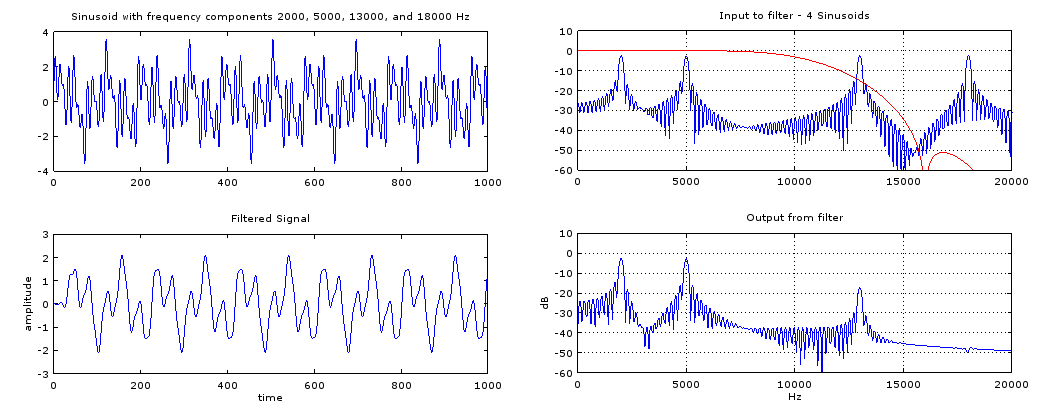 Sinusoid with frequency components 2000, 5000, 13000, and 18000 Hz
4
2
0
-2
-4
0 200 400 600 800 1000
Input to filter - 4 Sinusoids
10
0
-10
-20
-30
-40
-50
-60
0 5000 10000 15000 20000
Filtered Signal
amplitude
3
2
1
0
-1
-2
-3
0 200 400 600 800 1000
time
Output from filter
dB
10
0
-10
-20
-30
-40
-50
-60
0 5000 10000 15000 20000
Hz